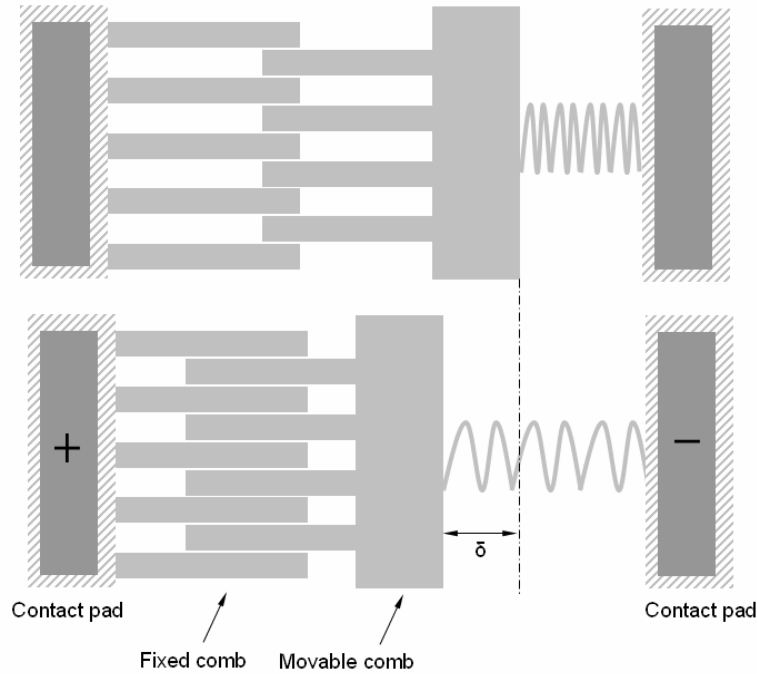 +
−
δ
Contact pad
Contact pad
Fixed comb
Movable comb